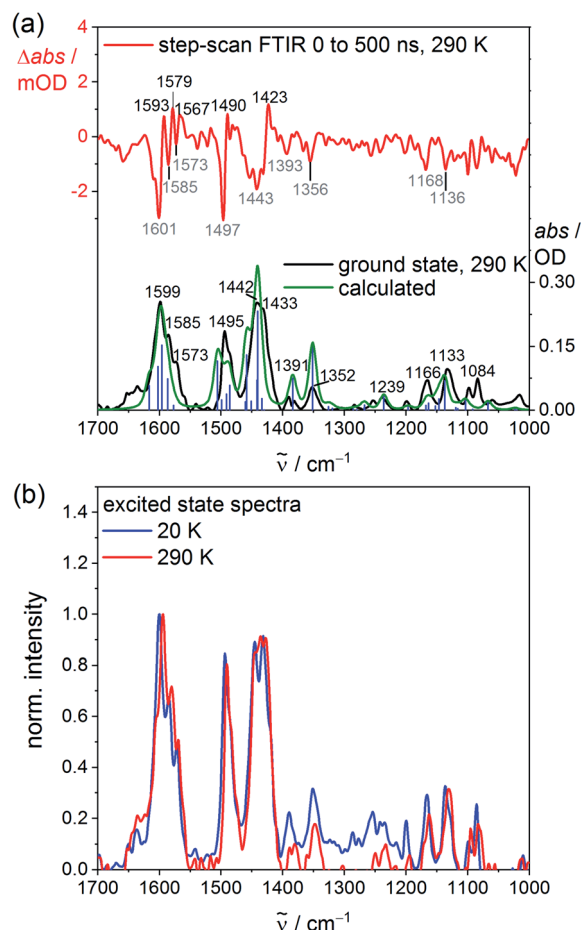 (a)
4
2
0
-2
Δabs /
mOD
step-scan FTIR 0 to 500 ns, 290 K
1579
1593
1567
1490
1423
1573
1585
1601
1497
1443
1393
1356
1168
1136
abs /
OD
ground state, 290 K
calculated
1599
1585
1573
1495
1442
1433
1391
1352
1239
1166
1133
1084
0.30
0.15
0.00
1700 1600 1500 1400 1300 1200 1100 1000
ν̃ / cm⁻¹
(b)
excited state spectra
20 K
290 K
norm. intensity
1.4
1.2
1.0
0.8
0.6
0.4
0.2
0.0
1700 1600 1500 1400 1300 1200 1100 1000
ν̃ / cm⁻¹